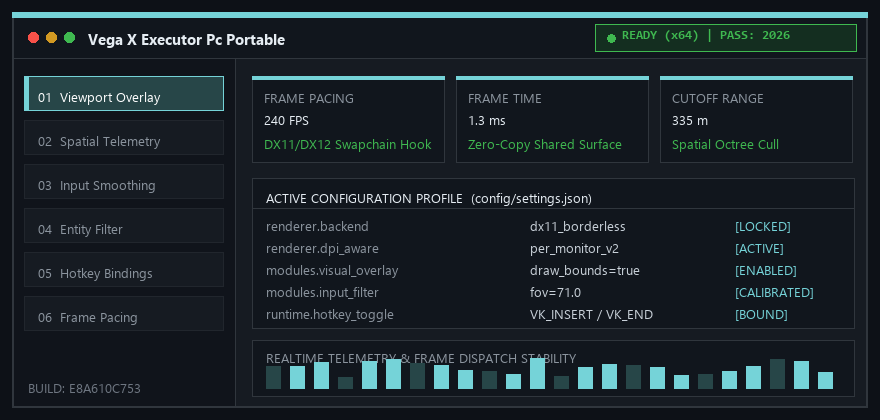 Vega X Executor Pc Portable
READY (x64) | PASS: 2026
01 Viewport Overlay
02 Spatial Telemetry
03 Input Smoothing
04 Entity Filter
05 Hotkey Bindings
06 Frame Pacing
BUILD: E8A610C753
FRAME PACING
240 FPS
DX11/DX12 Swapchain Hook
FRAME TIME
1.3 ms
Zero-Copy Shared Surface
CUTOFF RANGE
335 m
Spatial Octree Cull
ACTIVE CONFIGURATION PROFILE (config/settings.json)
renderer.backend dx11_borderless [LOCKED]
renderer.dpi_aware per_monitor_v2 [ACTIVE]
modules.visual_overlay draw_bounds=true [ENABLED]
modules.input_filter fov=71.0 [CALIBRATED]
runtime.hotkey_toggle VK_INSERT / VK_END [BOUND]
REALTIME TELEMETRY & FRAME DISPATCH STABILITY